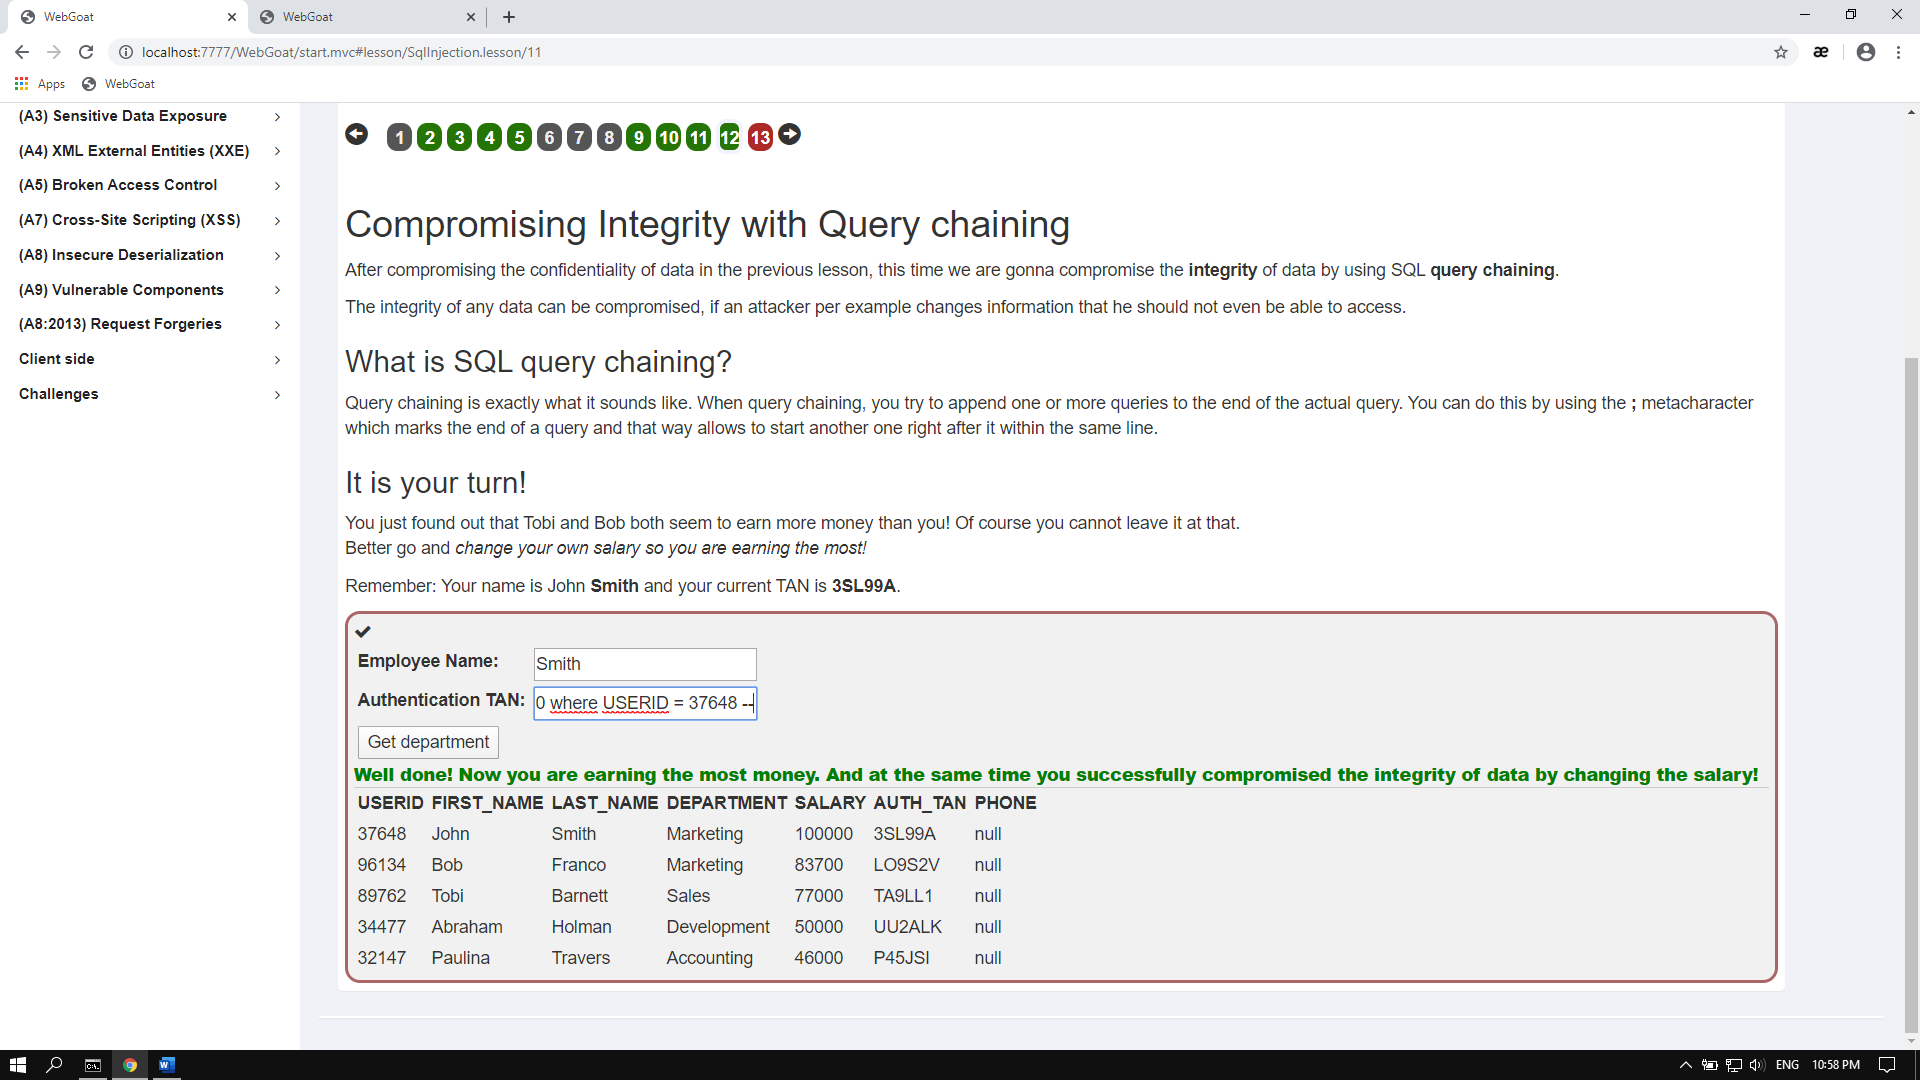 WebGoat
WebGoat
localhost:7777/WebGoat/start.mvc#lesson/SqlInjection.lesson/11
Apps
WebGoat
(A3) Sensitive Data Exposure
(A4) XML External Entities (XXE)
(A5) Broken Access Control
(A7) Cross-Site Scripting (XSS)
(A8) Insecure Deserialization
(A9) Vulnerable Components
(A8:2013) Request Forgeries
Client side
Challenges
1 2 3 4 5 6 7 8 9 10 11 12 13
Compromising Integrity with Query chaining
After compromising the confidentiality of data in the previous lesson, this time we are gonna compromise the integrity of data by using SQL query chaining.
The integrity of any data can be compromised, if an attacker per example changes information that he should not even be able to access.
What is SQL query chaining?
Query chaining is exactly what it sounds like. When query chaining, you try to append one or more queries to the end of the actual query. You can do this by using the ; metacharacter
which marks the end of a query and that way allows to start another one right after it within the same line.
It is your turn!
You just found out that Tobi and Bob both seem to earn more money than you! Of course you cannot leave it at that.
Better go and change your own salary so you are earning the most!
Remember: Your name is John Smith and your current TAN is 3SL99A.
Employee Name: Smith
Authentication TAN: 0 where USERID = 37648 --
Get department
Well done! Now you are earning the most money. And at the same time you successfully compromised the integrity of data by changing the salary!
USERID FIRST_NAME LAST_NAME DEPARTMENT SALARY AUTH_TAN PHONE
37648 John Smith Marketing 100000 3SL99A null
96134 Bob Franco Marketing 83700 LO9S2V null
89762 Tobi Barnett Sales 77000 TA9LL1 null
34477 Abraham Holman Development 50000 UU2ALK null
32147 Paulina Travers Accounting 46000 P45JSI null
ENG 10:58 PM